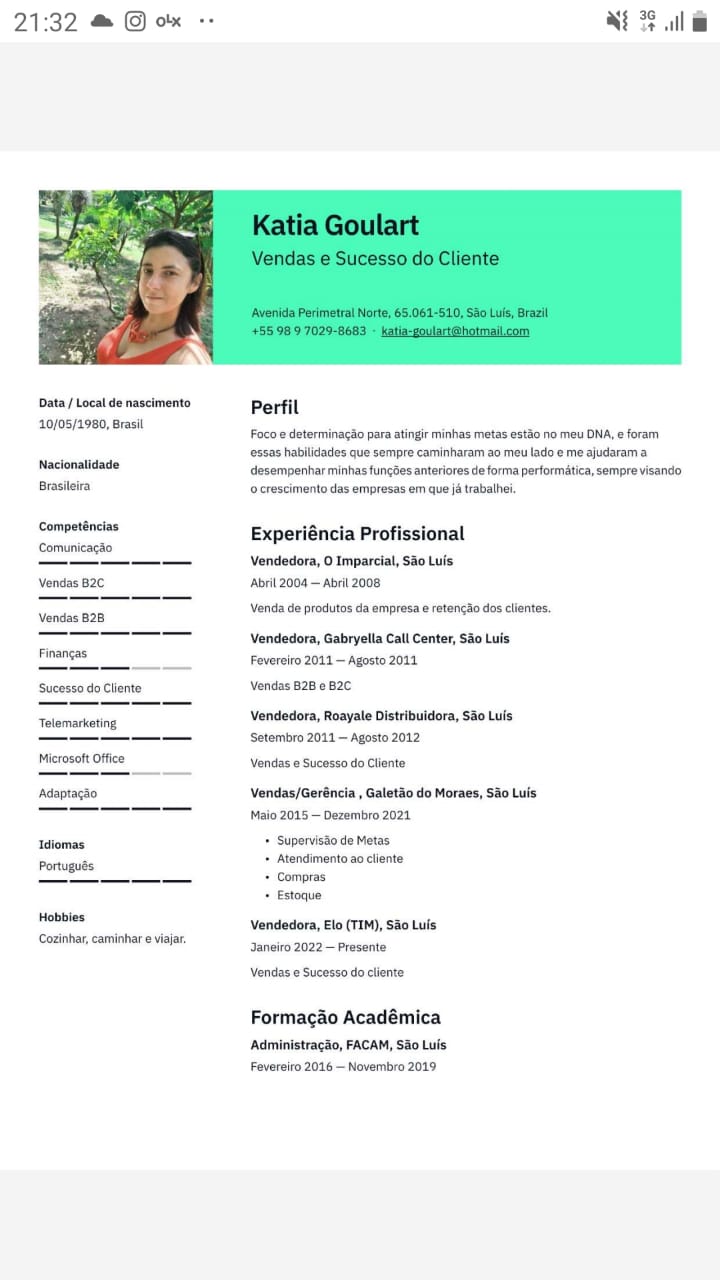 21:32
olx
3G
Katia Goulart
Vendas e Sucesso do Cliente
Avenida Perimetral Norte, 65.061-510, São Luís, Brazil
+55 98 9 7029-8683 · katia-goulart@hotmail.com
Data / Local de nascimento
10/05/1980, Brasil
Nacionalidade
Brasileira
Competências
Comunicação
Vendas B2C
Vendas B2B
Finanças
Sucesso do Cliente
Telemarketing
Microsoft Office
Adaptação
Idiomas
Português
Hobbies
Cozinhar, caminhar e viajar.
Perfil
Foco e determinação para atingir minhas metas estão no meu DNA, e foram
essas habilidades que sempre caminharam ao meu lado e me ajudaram a
desempenhar minhas funções anteriores de forma performática, sempre visando
o crescimento das empresas em que já trabalhei.
Experiência Profissional
Vendedora, O Imparcial, São Luís
Abril 2004 — Abril 2008
Venda de produtos da empresa e retenção dos clientes.
Vendedora, Gabryella Call Center, São Luís
Fevereiro 2011 — Agosto 2011
Vendas B2B e B2C
Vendedora, Roayale Distribuidora, São Luís
Setembro 2011 — Agosto 2012
Vendas e Sucesso do Cliente
Vendas/Gerência , Galetão do Moraes, São Luís
Maio 2015 — Dezembro 2021
• Supervisão de Metas
• Atendimento ao cliente
• Compras
• Estoque
Vendedora, Elo (TIM), São Luís
Janeiro 2022 — Presente
Vendas e Sucesso do cliente
Formação Acadêmica
Administração, FACAM, São Luís
Fevereiro 2016 — Novembro 2019